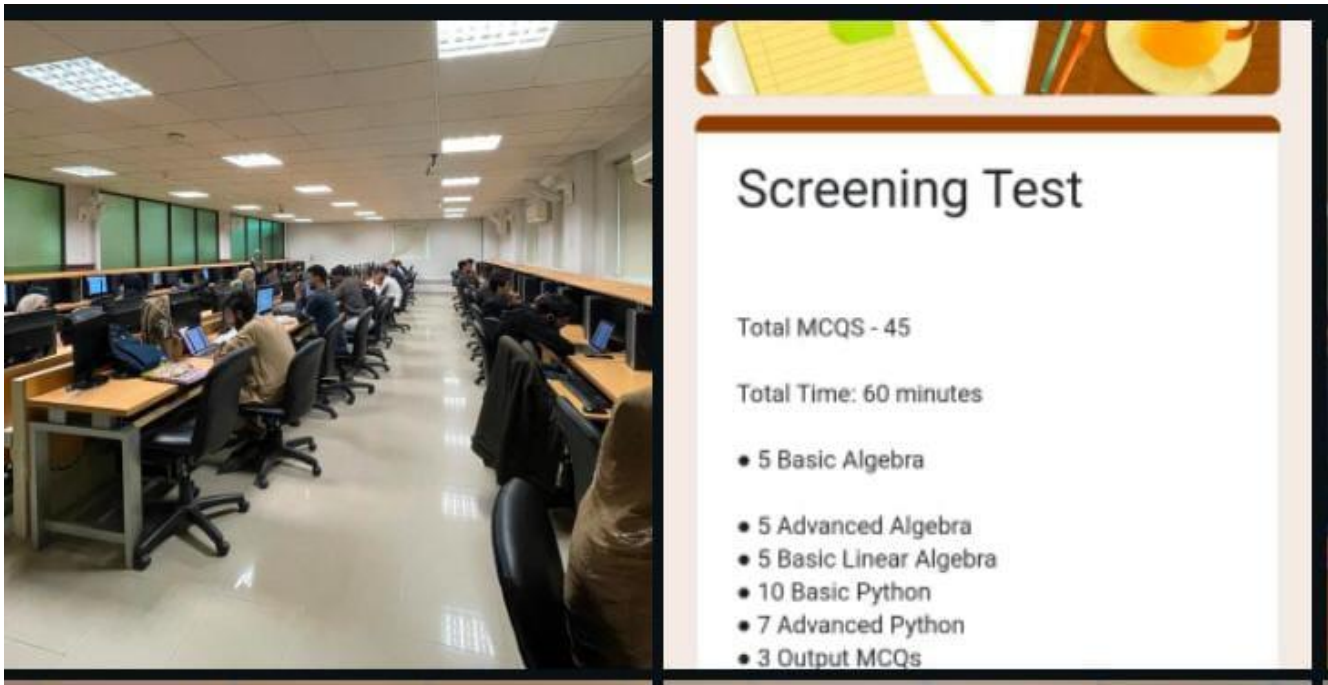 Screening Test
Total MCQS - 45
Total Time: 60 minutes
● 5 Basic Algebra
● 5 Advanced Algebra
● 5 Basic Linear Algebra
● 10 Basic Python
● 7 Advanced Python
● 3 Output MCQs